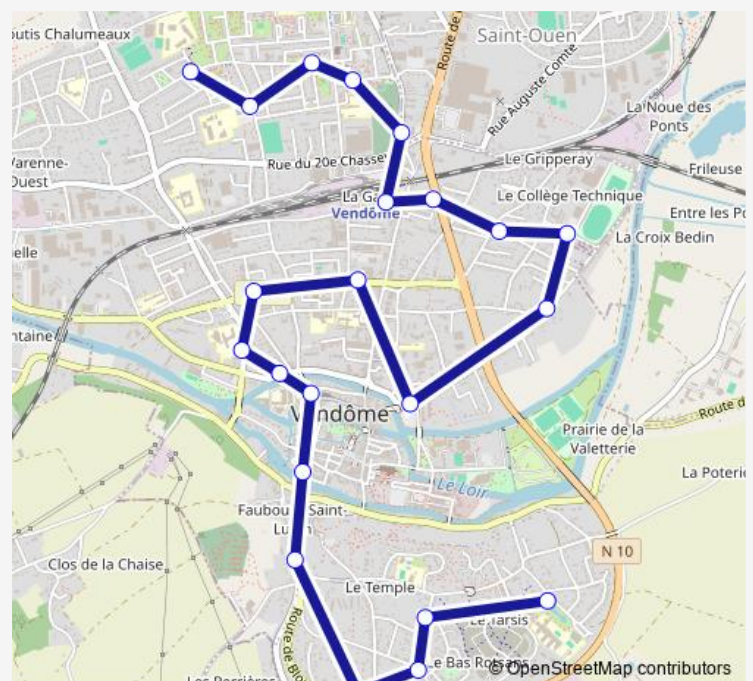 outis Chalumeaux
Saint-Ouen
Route de
Rue Auguste Comte
La Noue des
Ponts
Varenne-
Ouest
Rue du 20e Chasse
Le Gripperay
Frileuse
La Ga
Vendôme
Le Collège Technique
Entre les Po
La Croix Bedin
elle
ntaine
Vendôme
Route d
Prairie de la
Valetterie
La Poterie
Le Loir
Faubou Saint-
Lu n
N 10
Clos de la Chaise
Le Temple
Le Tarsis
Route de Blo
Le Bas Rotsans
Les Perrières
© OpenStreetMap contributors